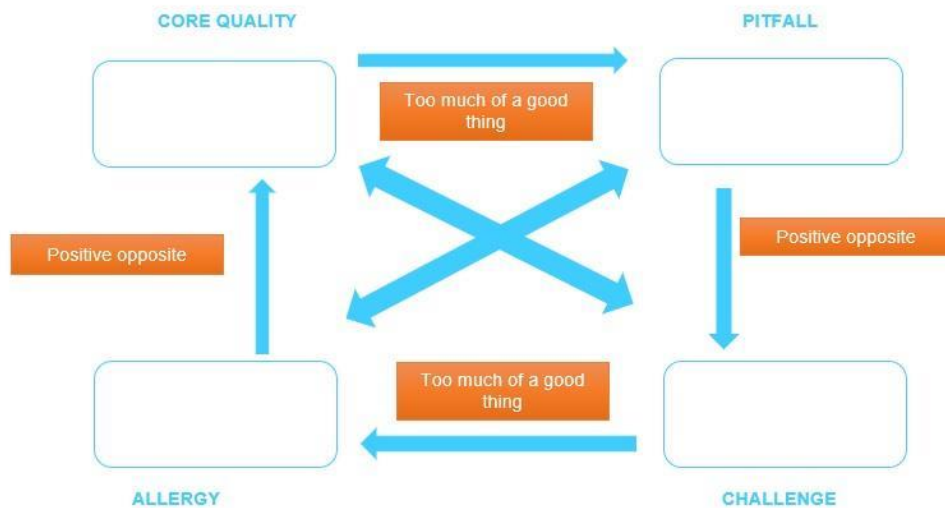 CORE QUALITY
PITFALL
Too much of a good
thing
Positive opposite
Positive opposite
Too much of a good
thing
ALLERGY
CHALLENGE